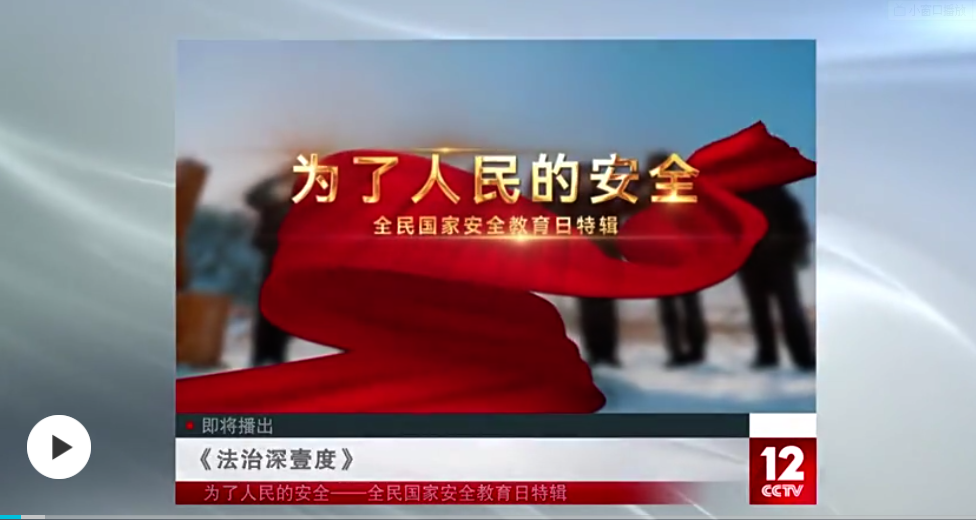 为了人民的安全
全民国家安全教育日特辑
即将播出
《法治深壹度》
为了人民的安全——全民国家安全教育日特辑
12
CCTV